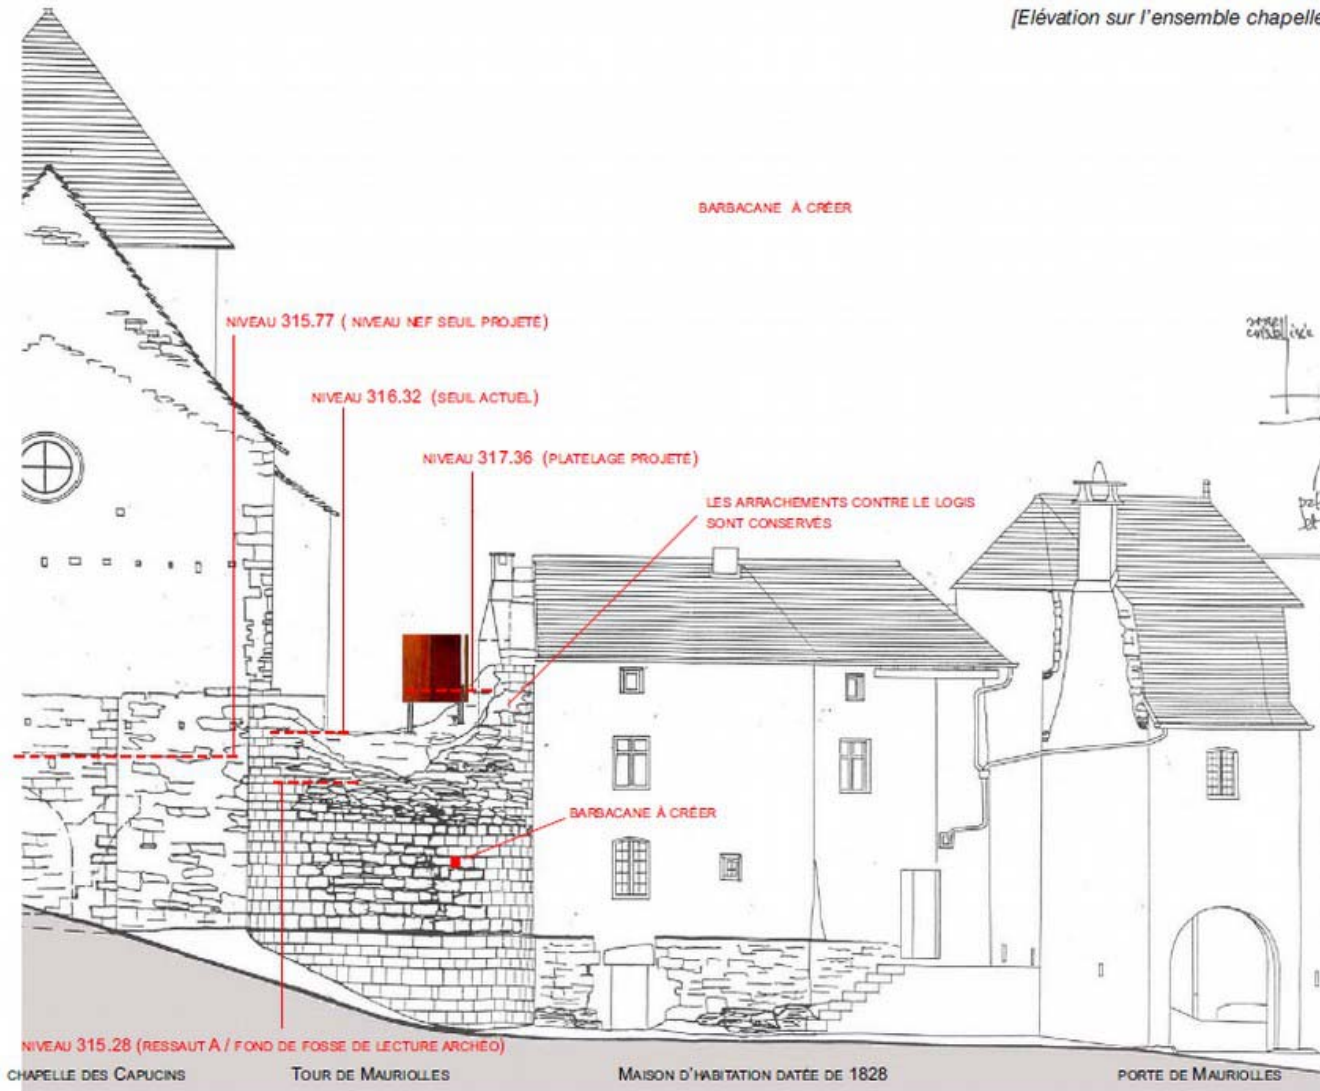 [Elévation sur l'ensemble chapelle
BARBACANE À CRÉER
NIVEAU 315.77 ( NIVEAU NEF SEUIL PROJETÉ)
NIVEAU 316.32 (SEUIL ACTUEL)
NIVEAU 317.36 (PLATELAGE PROJETÉ)
LES ARRACHEMENTS CONTRE LE LOGIS
SONT CONSERVÉS
BARBACANE À CRÉER
NIVEAU 315.28 (RESSAUT A / FOND DE FOSSE DE LECTURE ARCHÉO)
CHAPELLE DES CAPUCINS
TOUR DE MAURIOLLES
MAISON D'HABITATION DATÉE DE 1828
PORTE DE MAURIOLLES